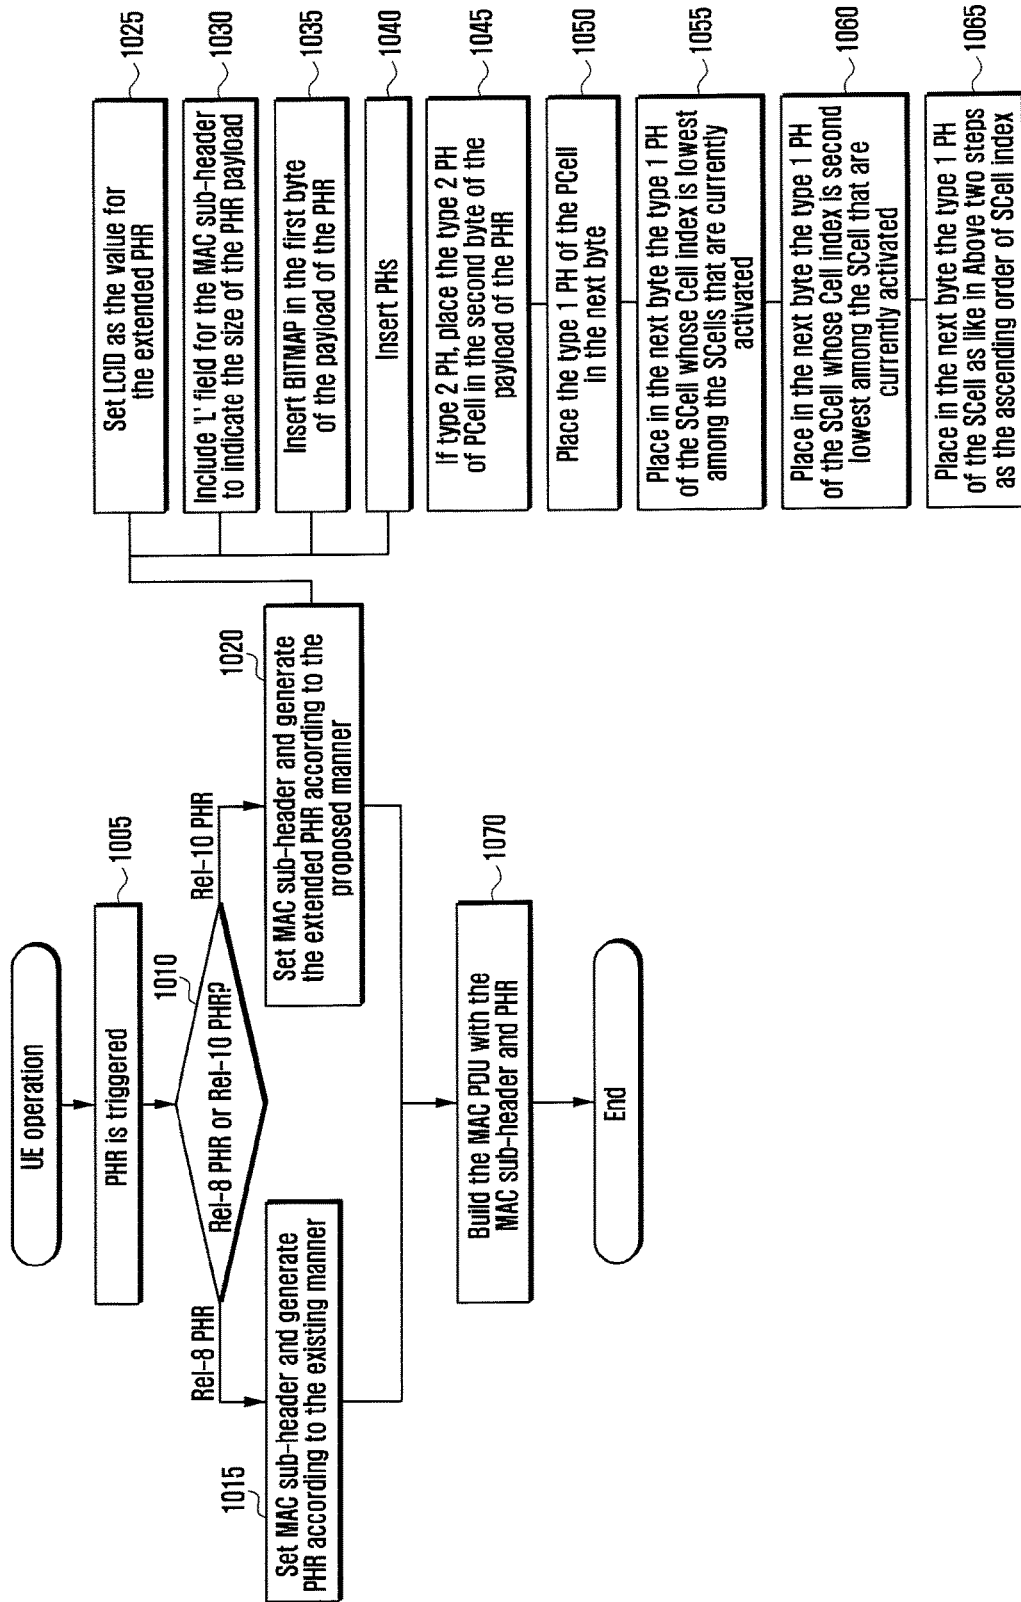 UE operation
PHR is triggered
1005
1010
Rel-8 PHR or Rel-10 PHR?
Rel-8 PHR
Rel-10 PHR
1015
Set MAC sub-header and generate
PHR according to the existing manner
1020
Set MAC sub-header and generate
the extended PHR according to the
proposed manner
1070
Build the MAC PDU with the
MAC sub-header and PHR
End
Set LCID as the value for
the extended PHR
1025
Include 'L' field for the MAC sub-header
to indicate the size of the PHR payload
1030
Insert BITMAP in the first byte
of the payload of the PHR
1035
Insert PHs
1040
If type 2 PH, place the type 2 PH
of PCell in the second byte of the
payload of the PHR
1045
Place the type 1 PH of the PCell
in the next byte
1050
Place in the next byte the type 1 PH
of the SCell whose Cell index is lowest
among the SCells that are currently
activated
1055
Place in the next byte the type 1 PH
of the SCell whose Cell index is second
lowest among the SCell that are
currently activated
1060
Place in the next byte the type 1 PH
of the SCell as like in Above two steps
as the ascending order of SCell index
1065